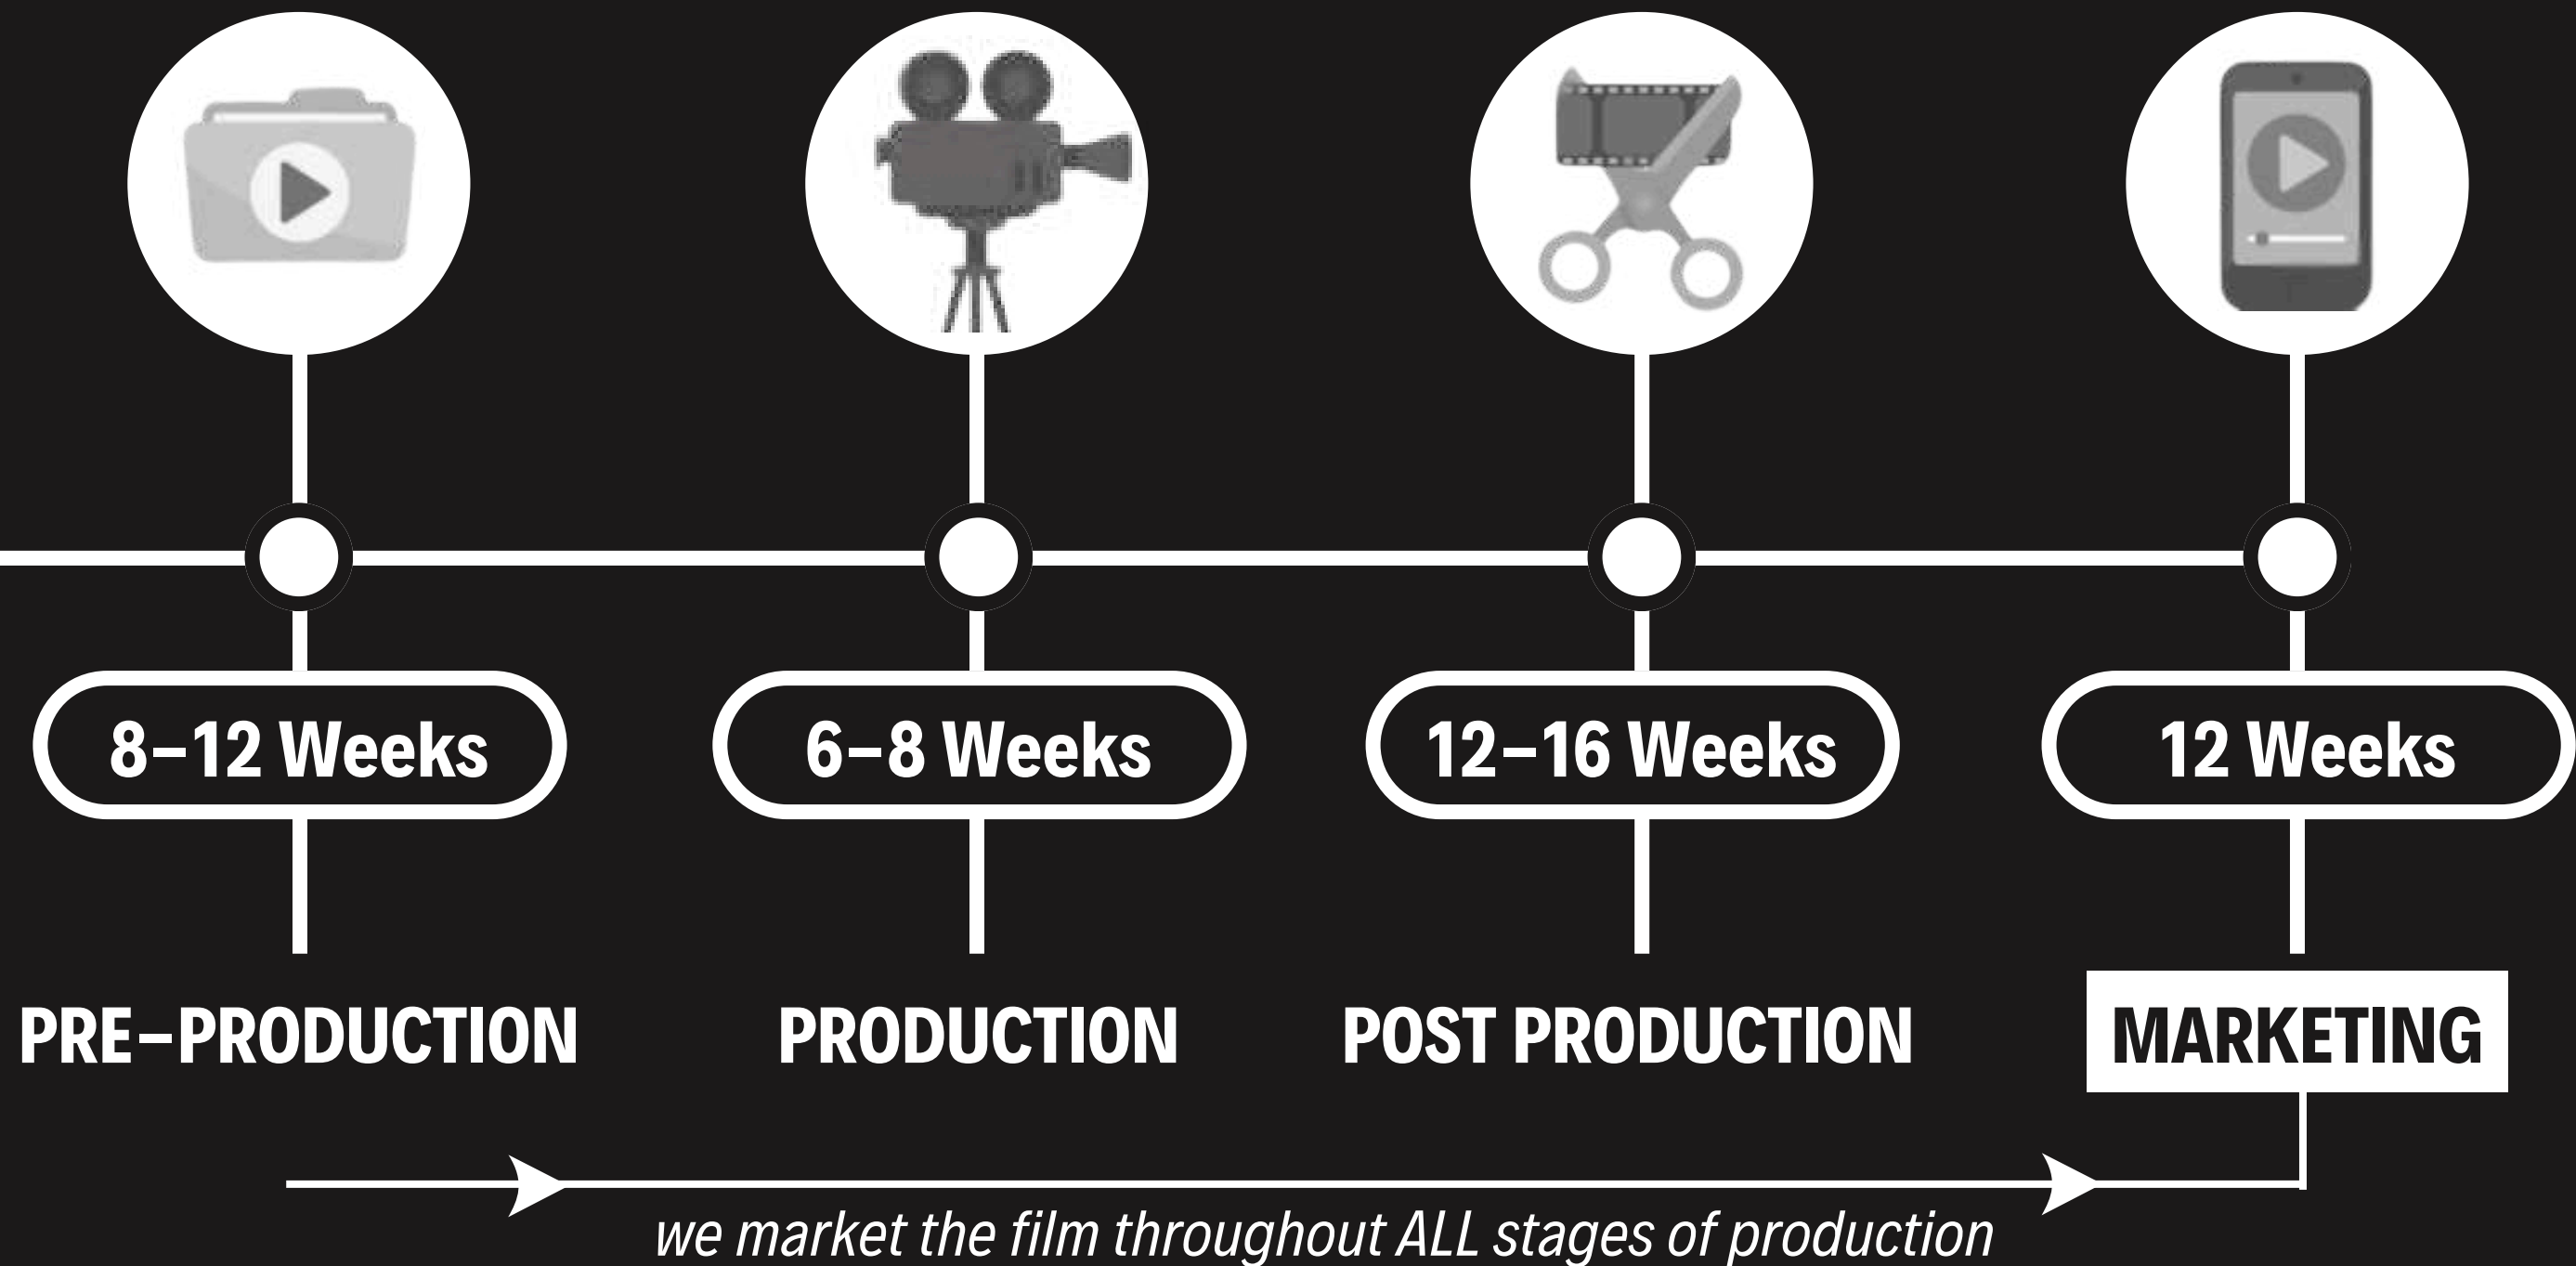 8–12 Weeks
6–8 Weeks
12–16 Weeks
12 Weeks
PRE–PRODUCTION
PRODUCTION
POST PRODUCTION
MARKETING
we market the film throughout ALL stages of production